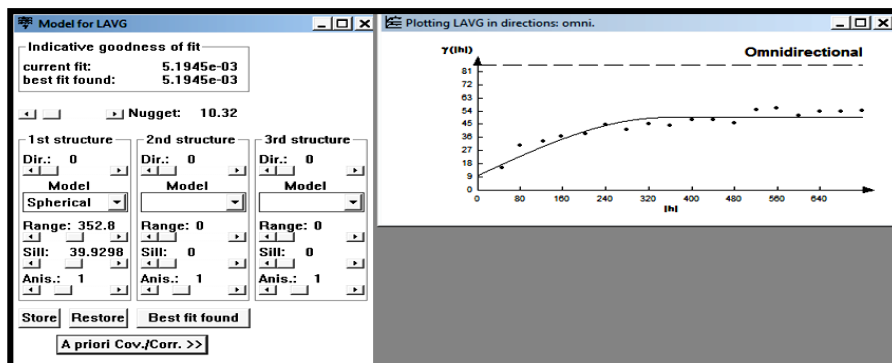 Model for LAVG
Indicative goodness of fit
current fit: 5.1945e-03
best fit found: 5.1945e-03
Nugget: 10.32
1st structure
Dir.: 0
Model
Spherical
Range: 352.8
Sill: 39.9298
Anis.: 1
2nd structure
Dir.: 0
Model
Range: 0
Sill: 0
Anis.: 1
3rd structure
Dir.: 0
Model
Range: 0
Sill: 0
Anis.: 1
Store Restore Best fit found
A priori Cov./Corr. >>
Plotting LAVG in directions: omni.
γ(|h|)
Omnidirectional
81
72
63
54
45
36
27
18
9
0
0 80 160 240 320 400 480 560 640
|h|